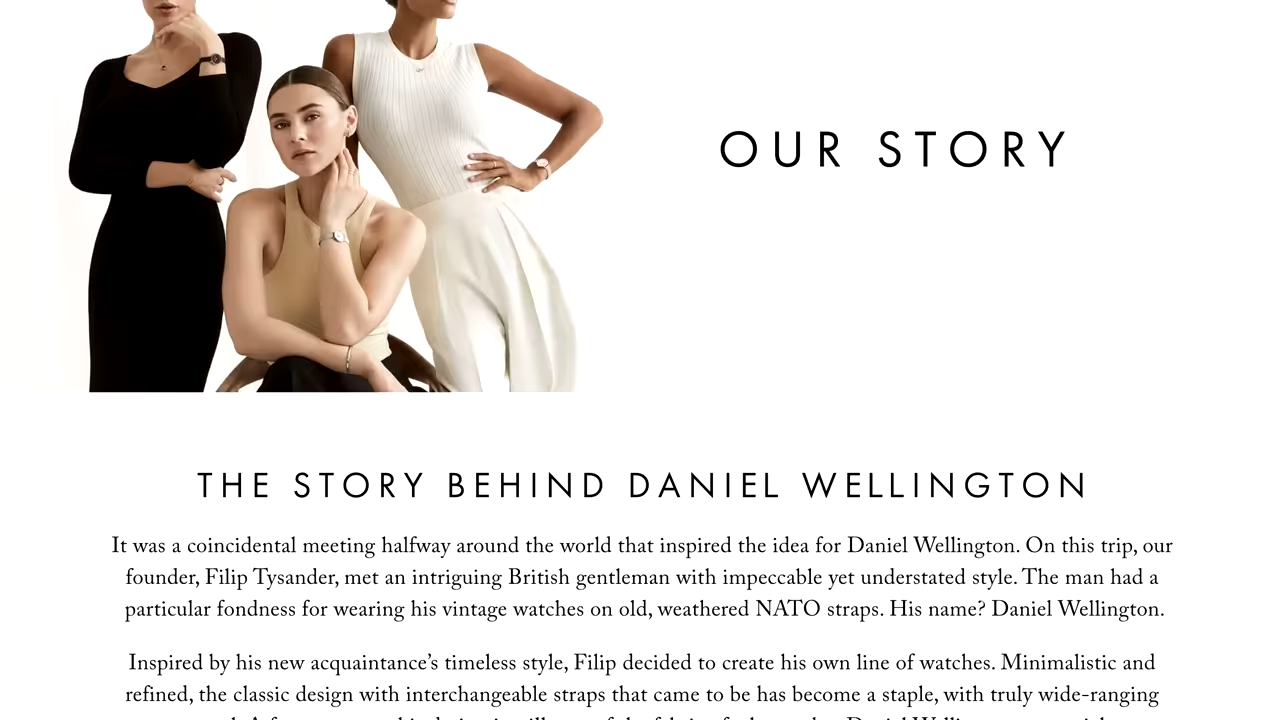 OUR STORY
THE STORY BEHIND DANIEL WELLINGTON
It was a coincidental meeting halfway around the world that inspired the idea for Daniel Wellington. On this trip, our
founder, Filip Tysander, met an intriguing British gentleman with impeccable yet understated style. The man had a
particular fondness for wearing his vintage watches on old, weathered NATO straps. His name? Daniel Wellington.
Inspired by his new acquaintance’s timeless style, Filip decided to create his own line of watches. Minimalistic and
refined, the classic design with interchangeable straps that came to be has become a staple, with truly wide-ranging